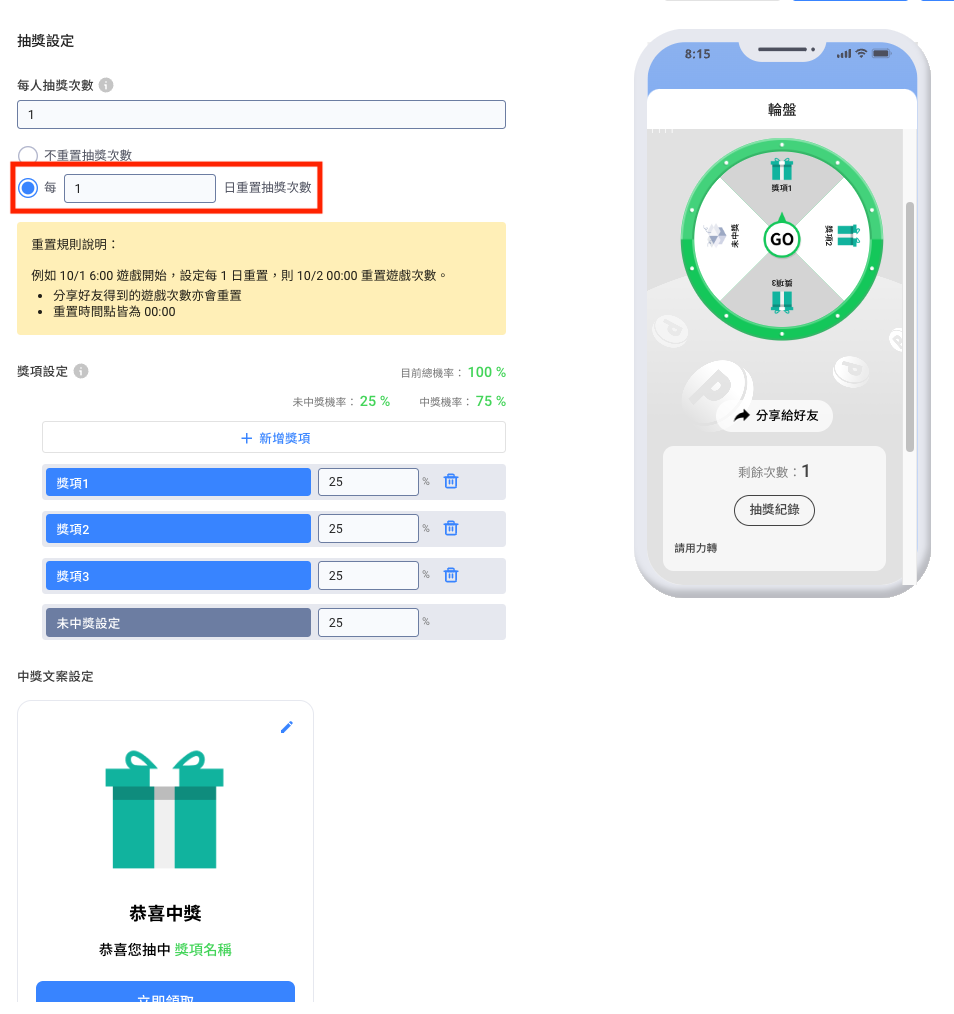 抽獎設定
每人抽獎次數
1
不重置抽獎次數
每 1 日重置抽獎次數
重置規則說明：
例如 10/1 6:00 遊戲開始，設定每 1 日重置，則 10/2 00:00 重置遊戲次數。
分享好友得到的遊戲次數亦會重置
重置時間點皆為 00:00
獎項設定
目前總機率： 100 %
未中獎機率： 25 % 中獎機率： 75 %
+ 新增獎項
獎項1 25 %
獎項2 25 %
獎項3 25 %
未中獎設定 25 %
中獎文案設定
恭喜中獎
恭喜您抽中 獎項名稱
立即領取
8:15
輪盤
獎項1
未中獎
GO
獎項2
獎項3
分享給好友
剩餘次數：1
抽獎紀錄
請用力轉